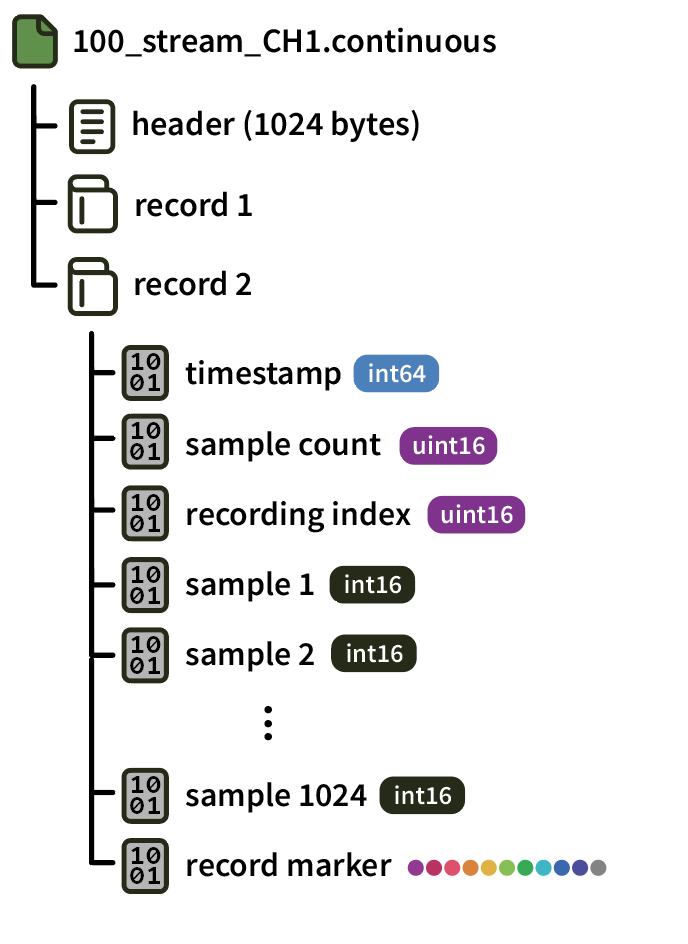 100_stream_CH1.continuous
header (1024 bytes)
record 1
record 2
10
01
timestamp int64
10
01
sample count uint16
10
01
recording index uint16
10
01
sample 1 int16
10
01
sample 2 int16
10
01
sample 1024 int16
10
01
record marker